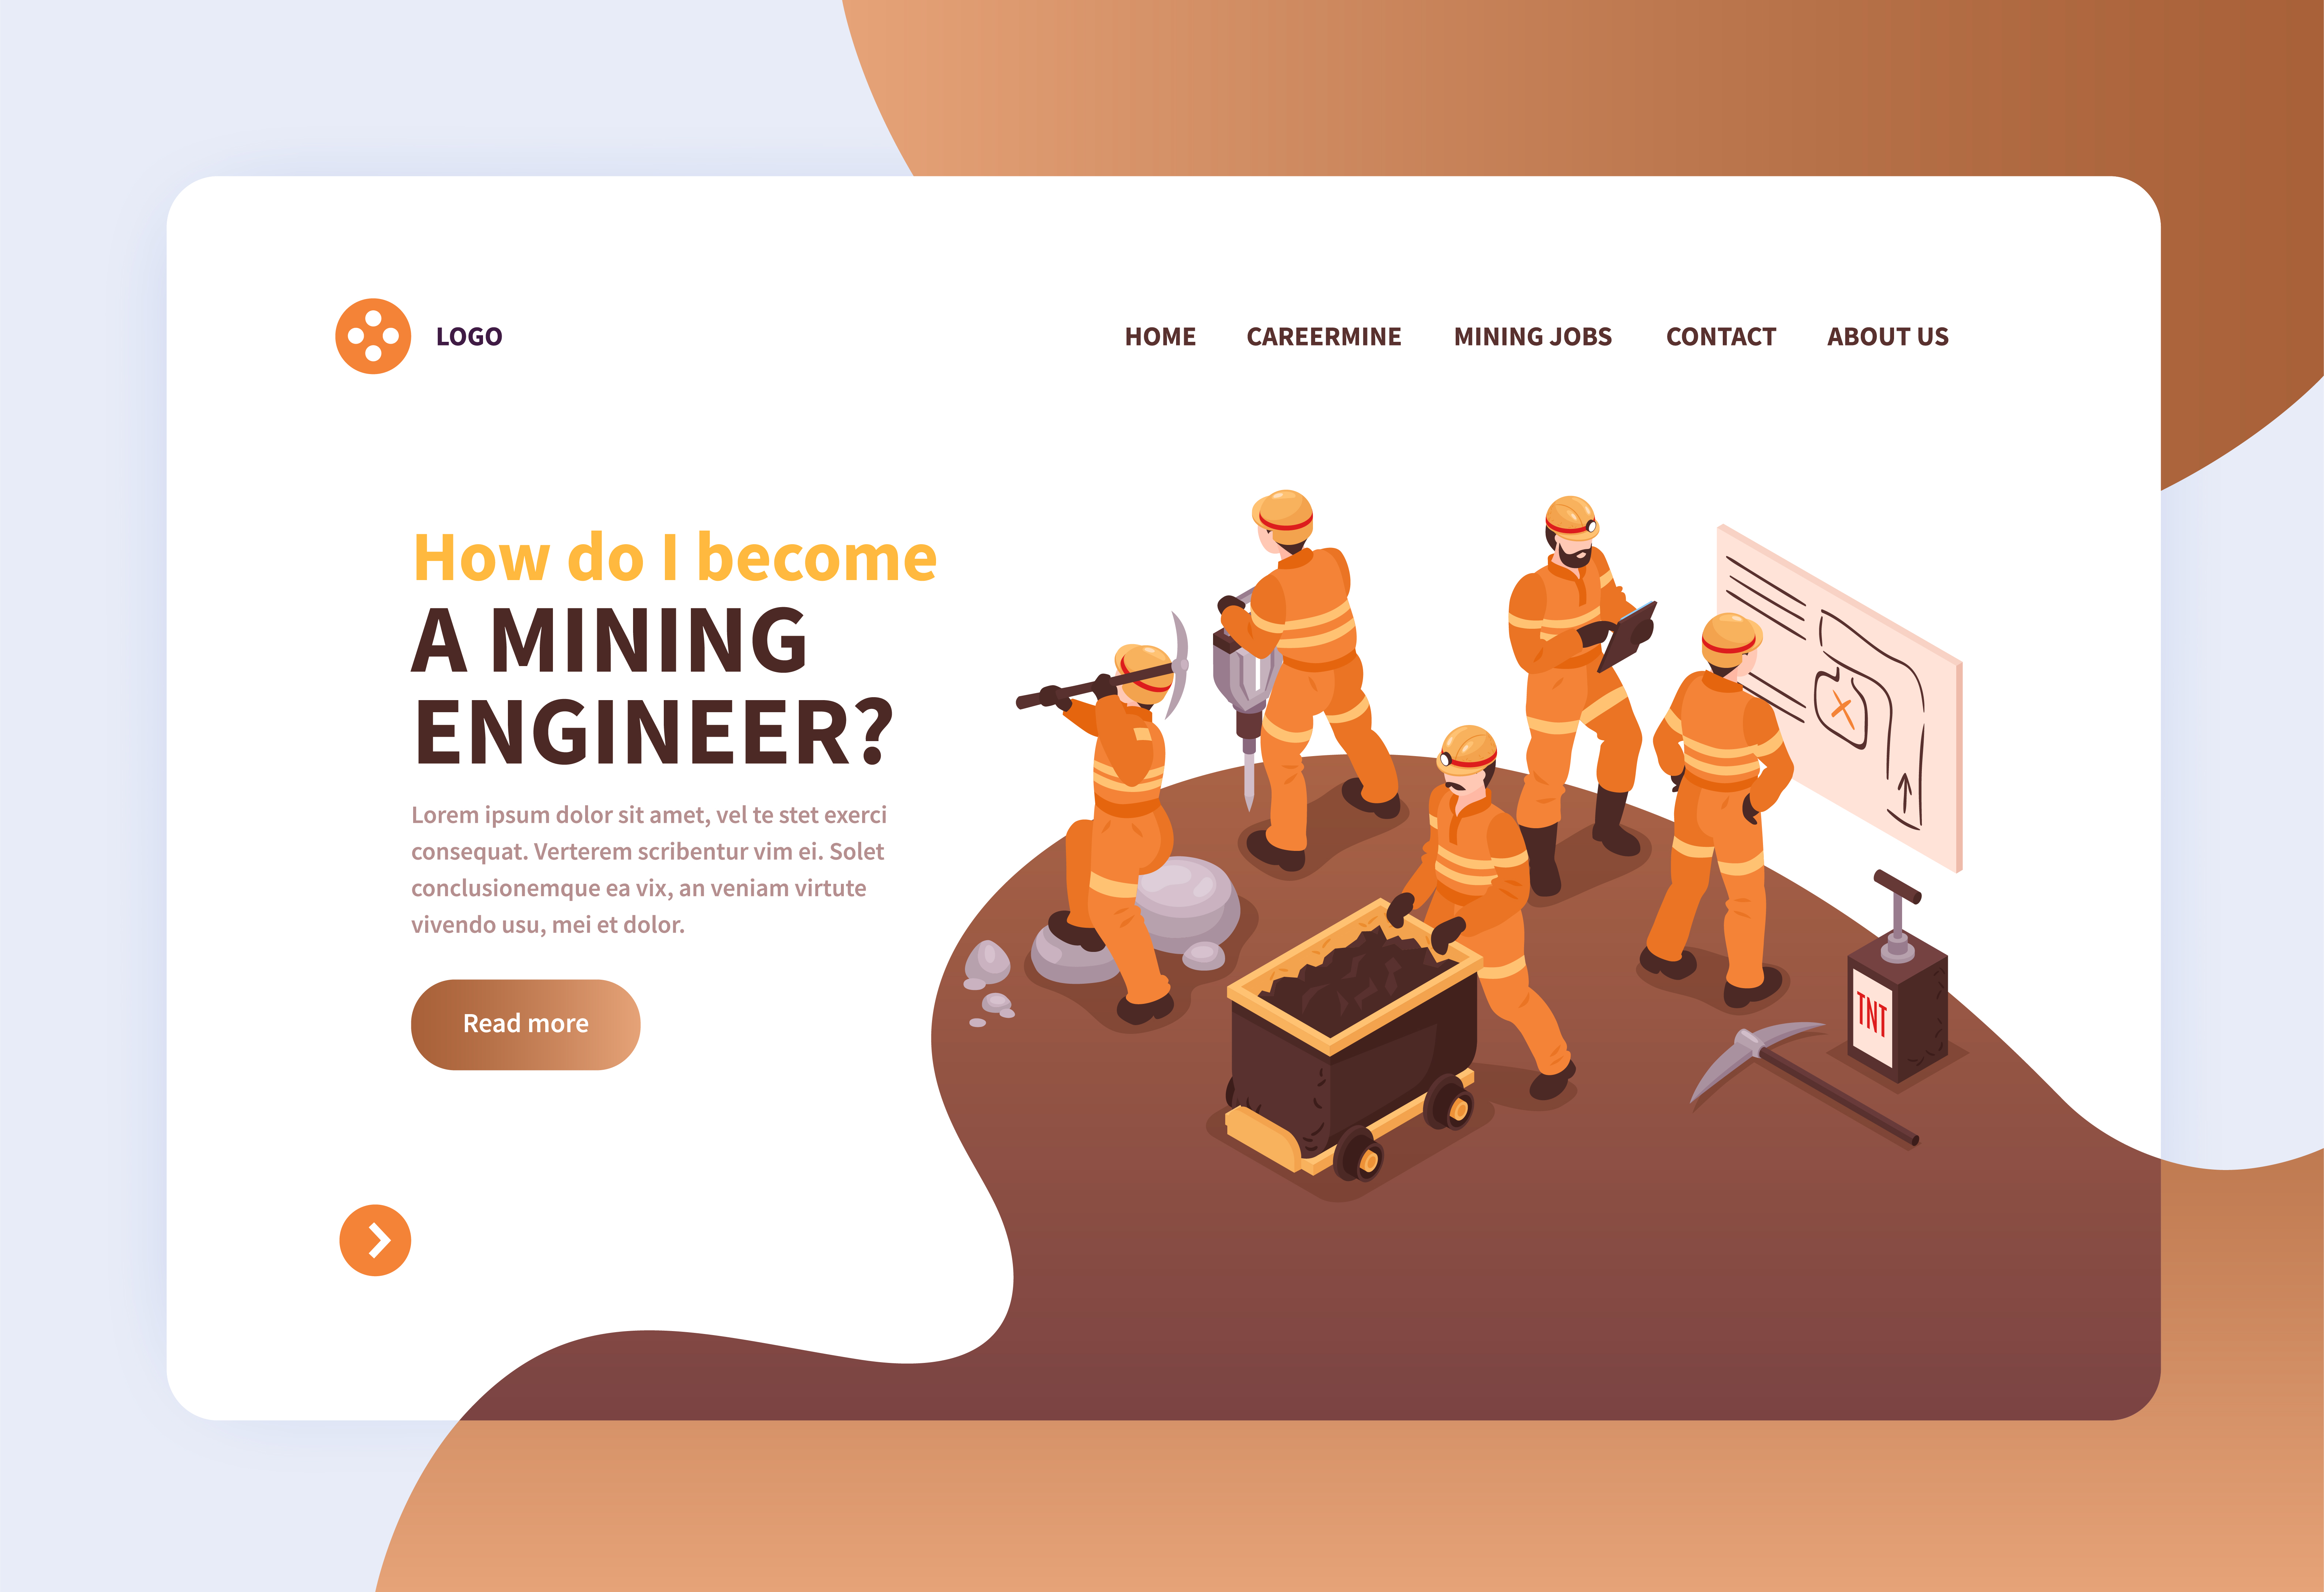 LOGO
HOME CAREERMINE MINING JOBS CONTACT ABOUT US
How do I become
A MINING
ENGINEER?
Lorem ipsum dolor sit amet, vel te stet exerci
consequat. Verterem scribentur vim ei. Solet
conclusionemque ea vix, an veniam virtute
vivendo usu, mei et dolor.
Read more
TNT